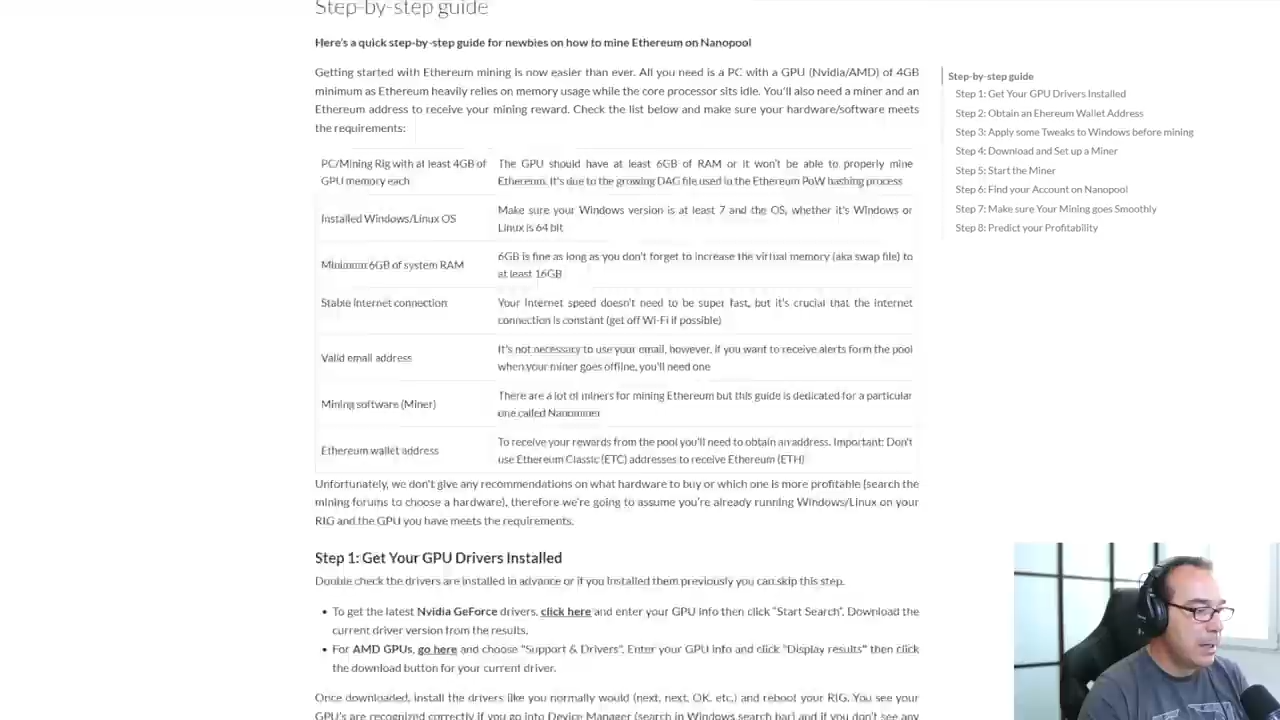 Step-by-step guide
Here's a quick step-by-step guide for newbies on how to mine Ethereum on Nanopool
Getting started with Ethereum mining is now easier than ever. All you need is a PC with a GPU (Nvidia/AMD) of 4GB
minimum as Ethereum heavily relies on memory usage while the core processor sits idle. You'll also need a miner and an
Ethereum address to receive your mining reward. Check the list below and make sure your hardware/software meets
the requirements:
PC/Mining Rig with at least 4GB of
GPU memory each
The GPU should have at least 6GB of RAM or it won't be able to properly mine
Ethereum. It's due to the growing DAG file used in the Ethereum PoW hashing process
Installed Windows/Linux OS
Make sure your Windows version is at least 7 and the OS, whether it's Windows or
Linux is 64 bit
Minimum 6GB of system RAM
6GB is fine as long as you don't forget to increase the virtual memory (aka swap file) to
at least 16GB
Stable Internet connection
Your Internet speed doesn't need to be super fast, but it's crucial that the internet
connection is constant (get off Wi-Fi if possible)
Valid email address
It's not necessary to use your email, however, if you want to receive alerts form the pool
when your miner goes offline, you'll need one
Mining software (Miner)
There are a lot of miners for mining Ethereum but this guide is dedicated for a particular
one called Nanominer
Ethereum wallet address
To receive your rewards from the pool you'll need to obtain an address. Important: Don't
use Ethereum Classic (ETC) addresses to receive Ethereum (ETH)
Unfortunately, we don't give any recommendations on what hardware to buy or which one is more profitable (search the
mining forums to choose a hardware), therefore we're going to assume you're already running Windows/Linux on your
RIG and the GPU you have meets the requirements.
Step 1: Get Your GPU Drivers Installed
Double check the drivers are installed in advance or if you installed them previously you can skip this step.
• To get the latest Nvidia GeForce drivers, click here and enter your GPU info then click "Start Search". Download the
current driver version from the results.
• For AMD GPUs, go here and choose "Support & Drivers". Enter your GPU info and click "Display results" then click
the download button for your current driver.
Once downloaded, install the drivers like you normally would (next, next, OK, etc.) and reboot your RIG. You see your
GPU's are recognized correctly if you go into Device Manager (search in Windows search bar) and if you don't see any
Step-by-step guide
Step 1: Get Your GPU Drivers Installed
Step 2: Obtain an Ehereum Wallet Address
Step 3: Apply some Tweaks to Windows before mining
Step 4: Download and Set up a Miner
Step 5: Start the Miner
Step 6: Find your Account on Nanopool
Step 7: Make sure Your Mining goes Smoothly
Step 8: Predict your Profitability